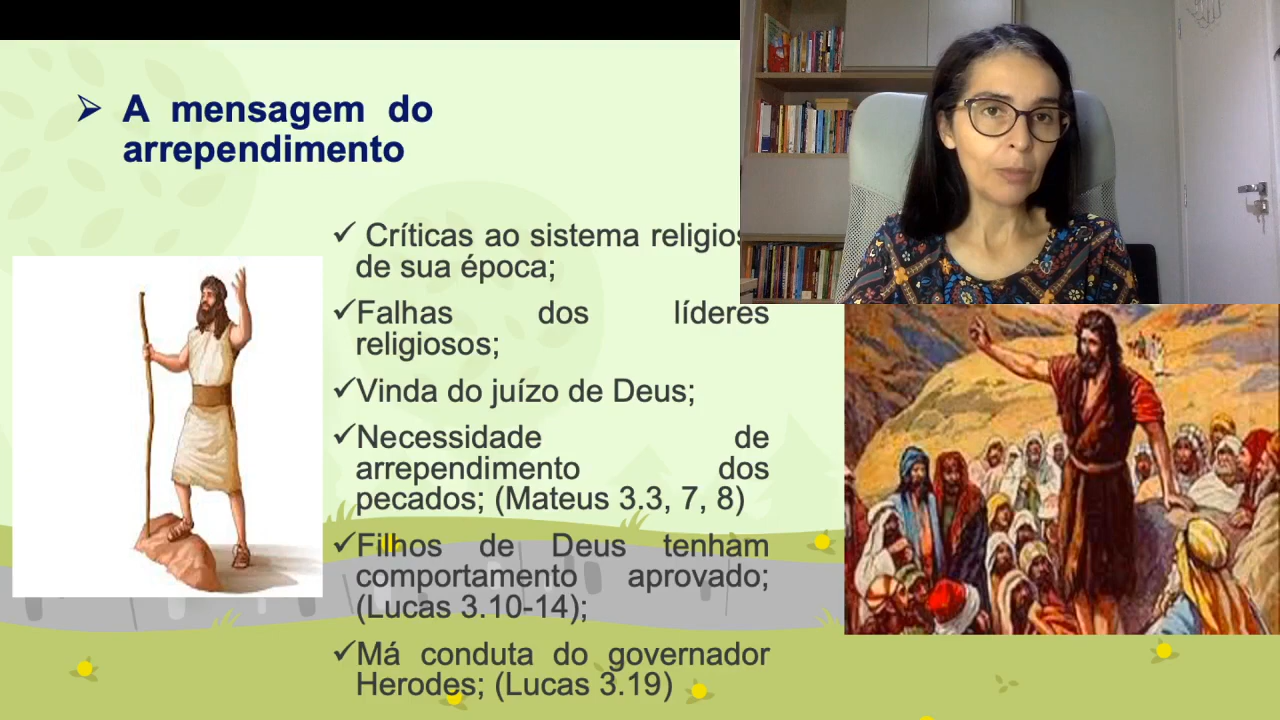 ➢ A mensagem do
arrependimento
✓ Críticas ao sistema
de sua época;
✓Falhas dos líderes
religiosos;
✓Vinda do juízo de Deus;
✓Necessidade de
arrependimento dos
pecados; (Mateus 3.3, 7, 8)
✓Filhos de Deus tenham
comportamento aprovado;
(Lucas 3.10-14);
✓Má conduta do governador
Herodes; (Lucas 3.19)